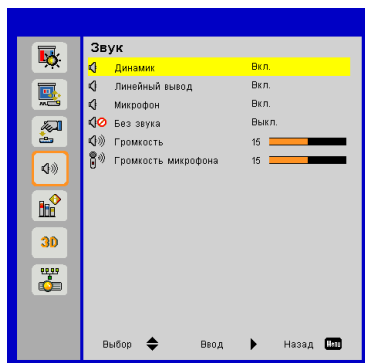 Звук
Динамик Вкл.
Линейный вывод Вкл.
Микрофон Вкл.
Без звука Выкл.
Громкость 15
Громкость микрофона 15
3D
Выбор Ввод Назад Menu